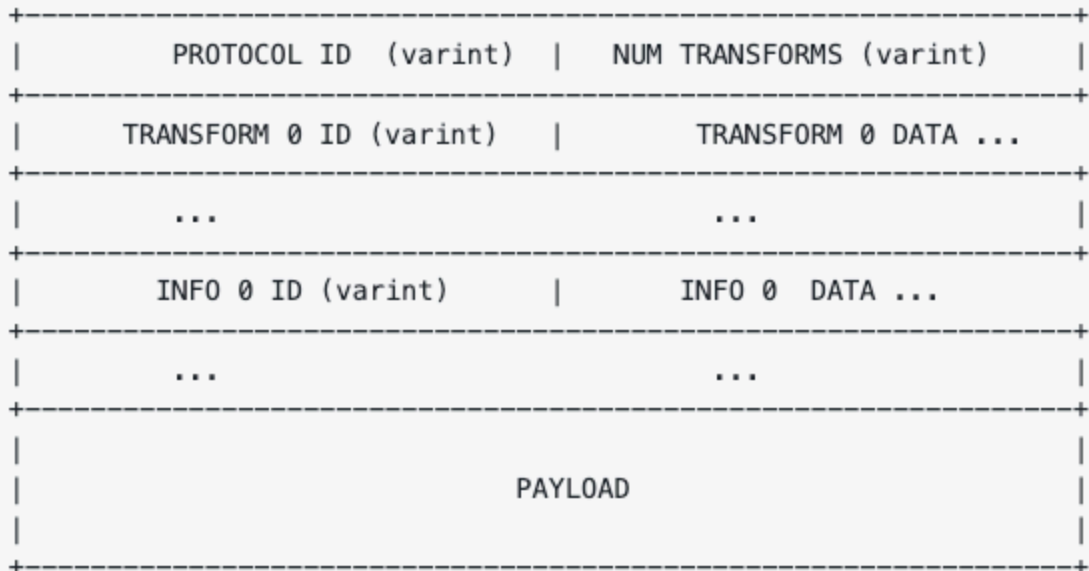 +-----------------------------------------------------------------+
|         PROTOCOL ID  (varint)  |   NUM TRANSFORMS (varint)      |
+-----------------------------------------------------------------+
|      TRANSFORM 0 ID (varint)   |        TRANSFORM 0 DATA ...
+-----------------------------------------------------------------+
|         ...                              ...                    |
+-----------------------------------------------------------------+
|        INFO 0 ID (varint)      |       INFO 0  DATA ...
+-----------------------------------------------------------------+
|         ...                              ...                    |
+-----------------------------------------------------------------+
|                                                                 |
|                              PAYLOAD                            |
|                                                                 |
+-----------------------------------------------------------------+